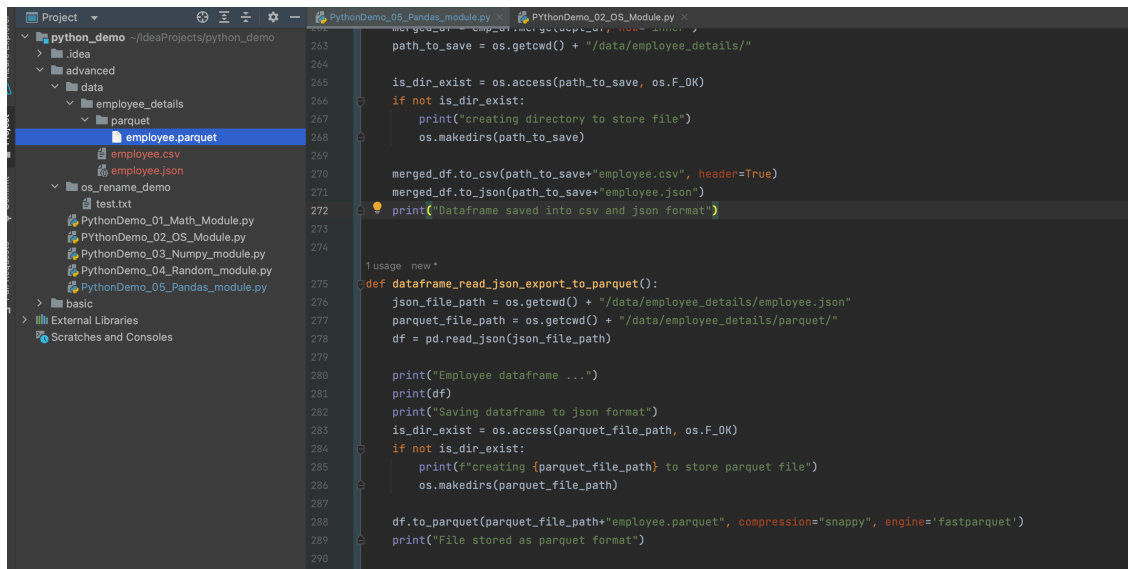 Project
python_demo ~/IdeaProjects/python_demo
.idea
advanced
data
employee_details
parquet
employee.parquet
employee.csv
employee.json
os_rename_demo
test.txt
PythonDemo_01_Math_Module.py
PYthonDemo_02_OS_Module.py
PythonDemo_03_Numpy_module.py
PythonDemo_04_Random_module.py
PythonDemo_05_Pandas_module.py
basic
External Libraries
Scratches and Consoles
PythonDemo_05_Pandas_module.py
PYthonDemo_02_OS_Module.py
263 path_to_save = os.getcwd() + "/data/employee_details/"
264
265 is_dir_exist = os.access(path_to_save, os.F_OK)
266 if not is_dir_exist:
267 print("creating directory to store file")
268 os.makedirs(path_to_save)
269
270 merged_df.to_csv(path_to_save+"employee.csv", header=True)
271 merged_df.to_json(path_to_save+"employee.json")
272 print("Dataframe saved into csv and json format")
273
274
1 usage new *
275 def dataframe_read_json_export_to_parquet():
276 json_file_path = os.getcwd() + "/data/employee_details/employee.json"
277 parquet_file_path = os.getcwd() + "/data/employee_details/parquet/"
278 df = pd.read_json(json_file_path)
279
280 print("Employee dataframe ...")
281 print(df)
282 print("Saving dataframe to json format")
283 is_dir_exist = os.access(parquet_file_path, os.F_OK)
284 if not is_dir_exist:
285 print(f"creating {parquet_file_path} to store parquet file")
286 os.makedirs(parquet_file_path)
287
288 df.to_parquet(parquet_file_path+"employee.parquet", compression="snappy", engine='fastparquet')
289 print("File stored as parquet format")
290